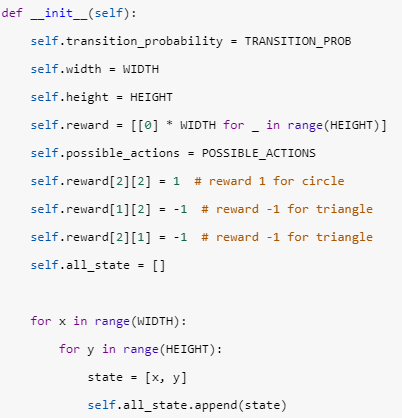 def __init__(self):
    self.transition_probability = TRANSITION_PROB
    self.width = WIDTH
    self.height = HEIGHT
    self.reward = [[0] * WIDTH for _ in range(HEIGHT)]
    self.possible_actions = POSSIBLE_ACTIONS
    self.reward[2][2] = 1  # reward 1 for circle
    self.reward[1][2] = -1  # reward -1 for triangle
    self.reward[2][1] = -1  # reward -1 for triangle
    self.all_state = []
    for x in range(WIDTH):
        for y in range(HEIGHT):
            state = [x, y]
            self.all_state.append(state)